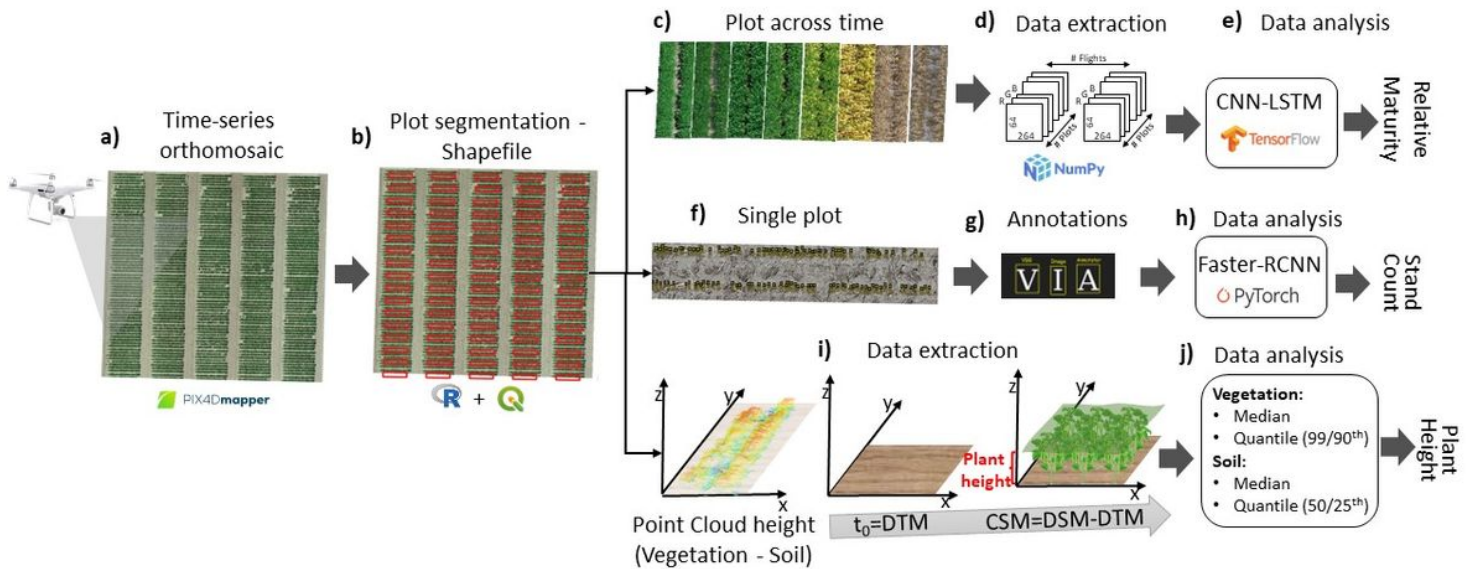 a)
Time-series
orthomosaic
PIX4Dmapper
b)
Plot segmentation -
Shapefile
R + Q
c)
Plot across time
d)
Data extraction
# Flights
R
G
B
64
264
# Plots
R
G
B
64
264
# Plots
NumPy
e)
Data analysis
CNN-LSTM
TensorFlow
Relative
Maturity
f)
Single plot
g)
Annotations
VGG
Image
Annotator
V I A
h)
Data analysis
Faster-RCNN
PyTorch
Stand
Count
z
y
x
Point Cloud height
(Vegetation - Soil)
i)
Data extraction
z
y
x
z
y
x
Plant
height
t₀=DTM
CSM=DSM-DTM
j)
Data analysis
Vegetation:
• Median
• Quantile (99/90ᵗʰ)
Soil:
• Median
• Quantile (50/25ᵗʰ)
Plant
Height